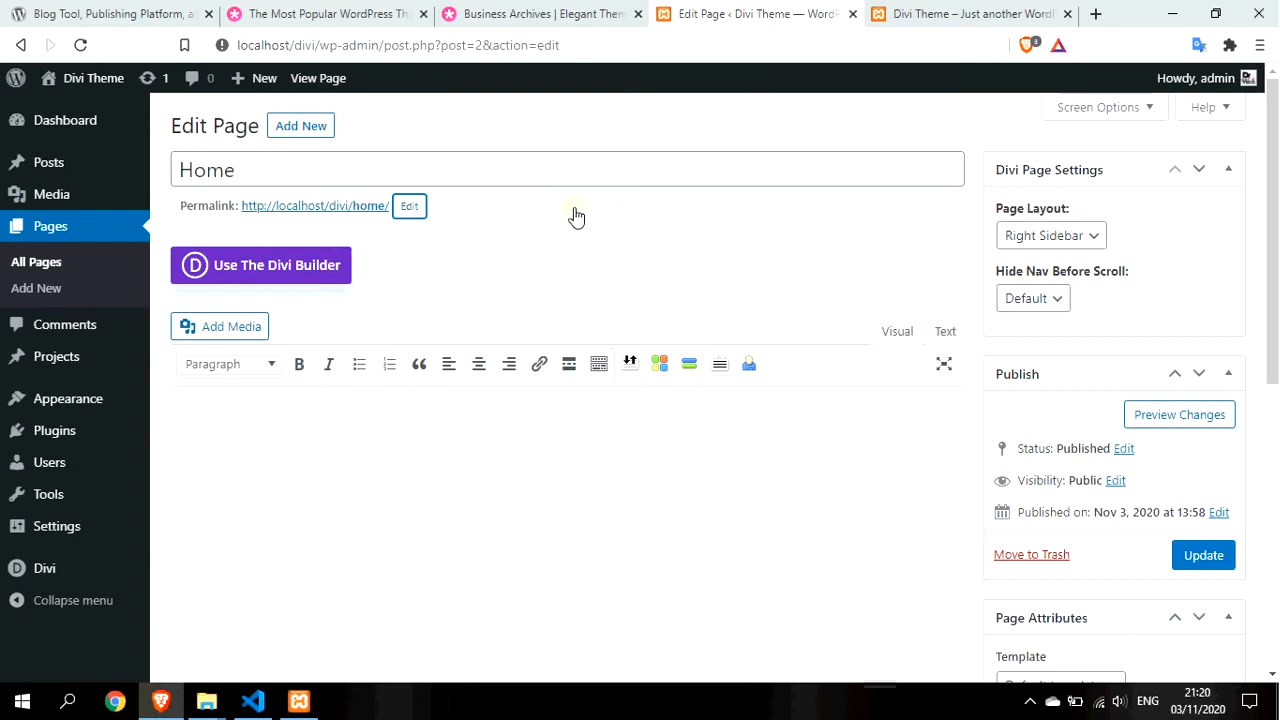 Blog Tool, Publishing Platform, a
The Most Popular WordPress Th
Business Archives | Elegant Them
Edit Page ‹ Divi Theme — WordP
Divi Theme – Just another WordP
localhost/divi/wp-admin/post.php?post=2&action=edit
3
Divi Theme
1
0
New
View Page
Howdy, admin
Dashboard
Posts
Media
Pages
All Pages
Add New
Comments
Projects
Appearance
Plugins
Users
Tools
Settings
Divi
Collapse menu
Screen Options
Help
Edit Page
Add New
Home
Permalink: http://localhost/divi/home/ Edit
D Use The Divi Builder
Add Media
Visual
Text
Paragraph
B
I
Divi Page Settings
Page Layout:
Right Sidebar
Hide Nav Before Scroll:
Default
Publish
Preview Changes
Status: Published Edit
Visibility: Public Edit
Published on: Nov 3, 2020 at 13:58 Edit
Move to Trash
Update
Page Attributes
Template
ENG
21:20
03/11/2020